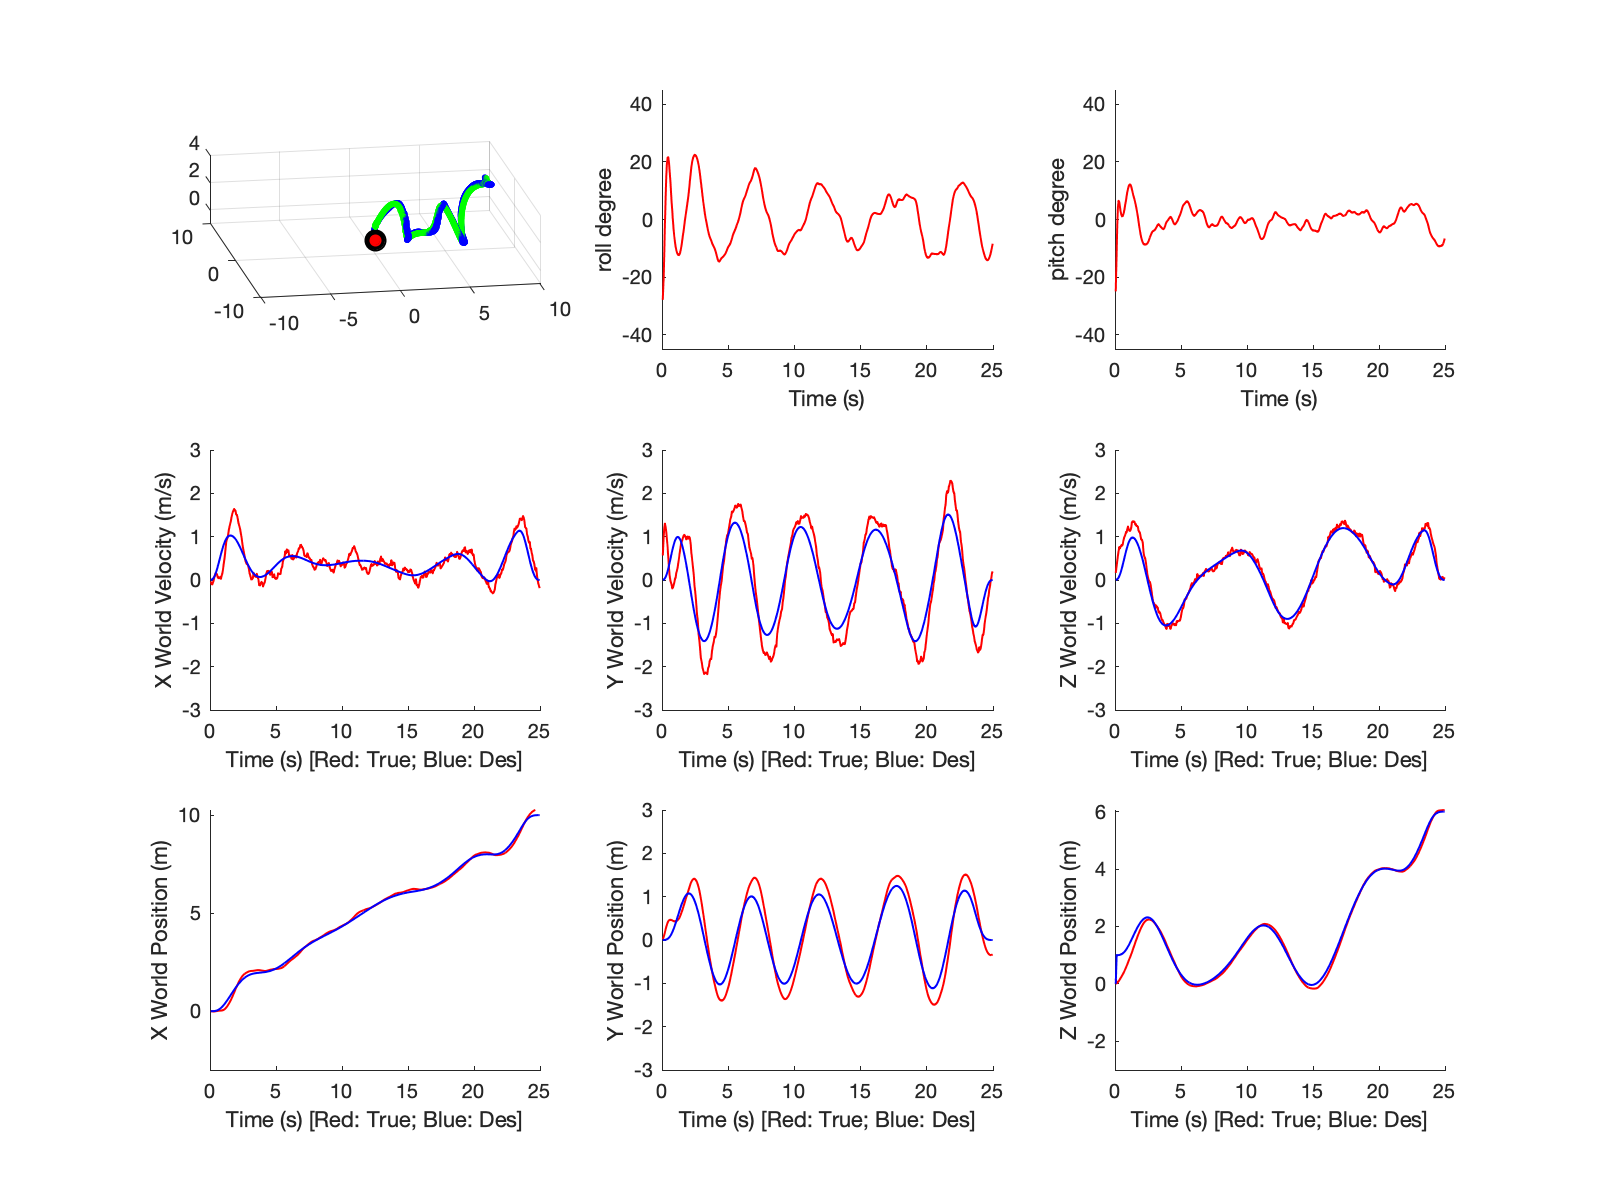 4
2
0
10
0
-10
-10
-5
0
5
10
40
20
0
-20
-40
roll degree
0 5 10 15 20 25
Time (s)
40
20
0
-20
-40
pitch degree
0 5 10 15 20 25
Time (s)
3
2
1
0
-1
-2
-3
X World Velocity (m/s)
0 5 10 15 20 25
Time (s) [Red: True; Blue: Des]
3
2
1
0
-1
-2
-3
Y World Velocity (m/s)
0 5 10 15 20 25
Time (s) [Red: True; Blue: Des]
3
2
1
0
-1
-2
-3
Z World Velocity (m/s)
0 5 10 15 20 25
Time (s) [Red: True; Blue: Des]
10
5
0
X World Position (m)
0 5 10 15 20 25
Time (s) [Red: True; Blue: Des]
3
2
1
0
-1
-2
-3
Y World Position (m)
0 5 10 15 20 25
Time (s) [Red: True; Blue: Des]
6
4
2
0
-2
Z World Position (m)
0 5 10 15 20 25
Time (s) [Red: True; Blue: Des]